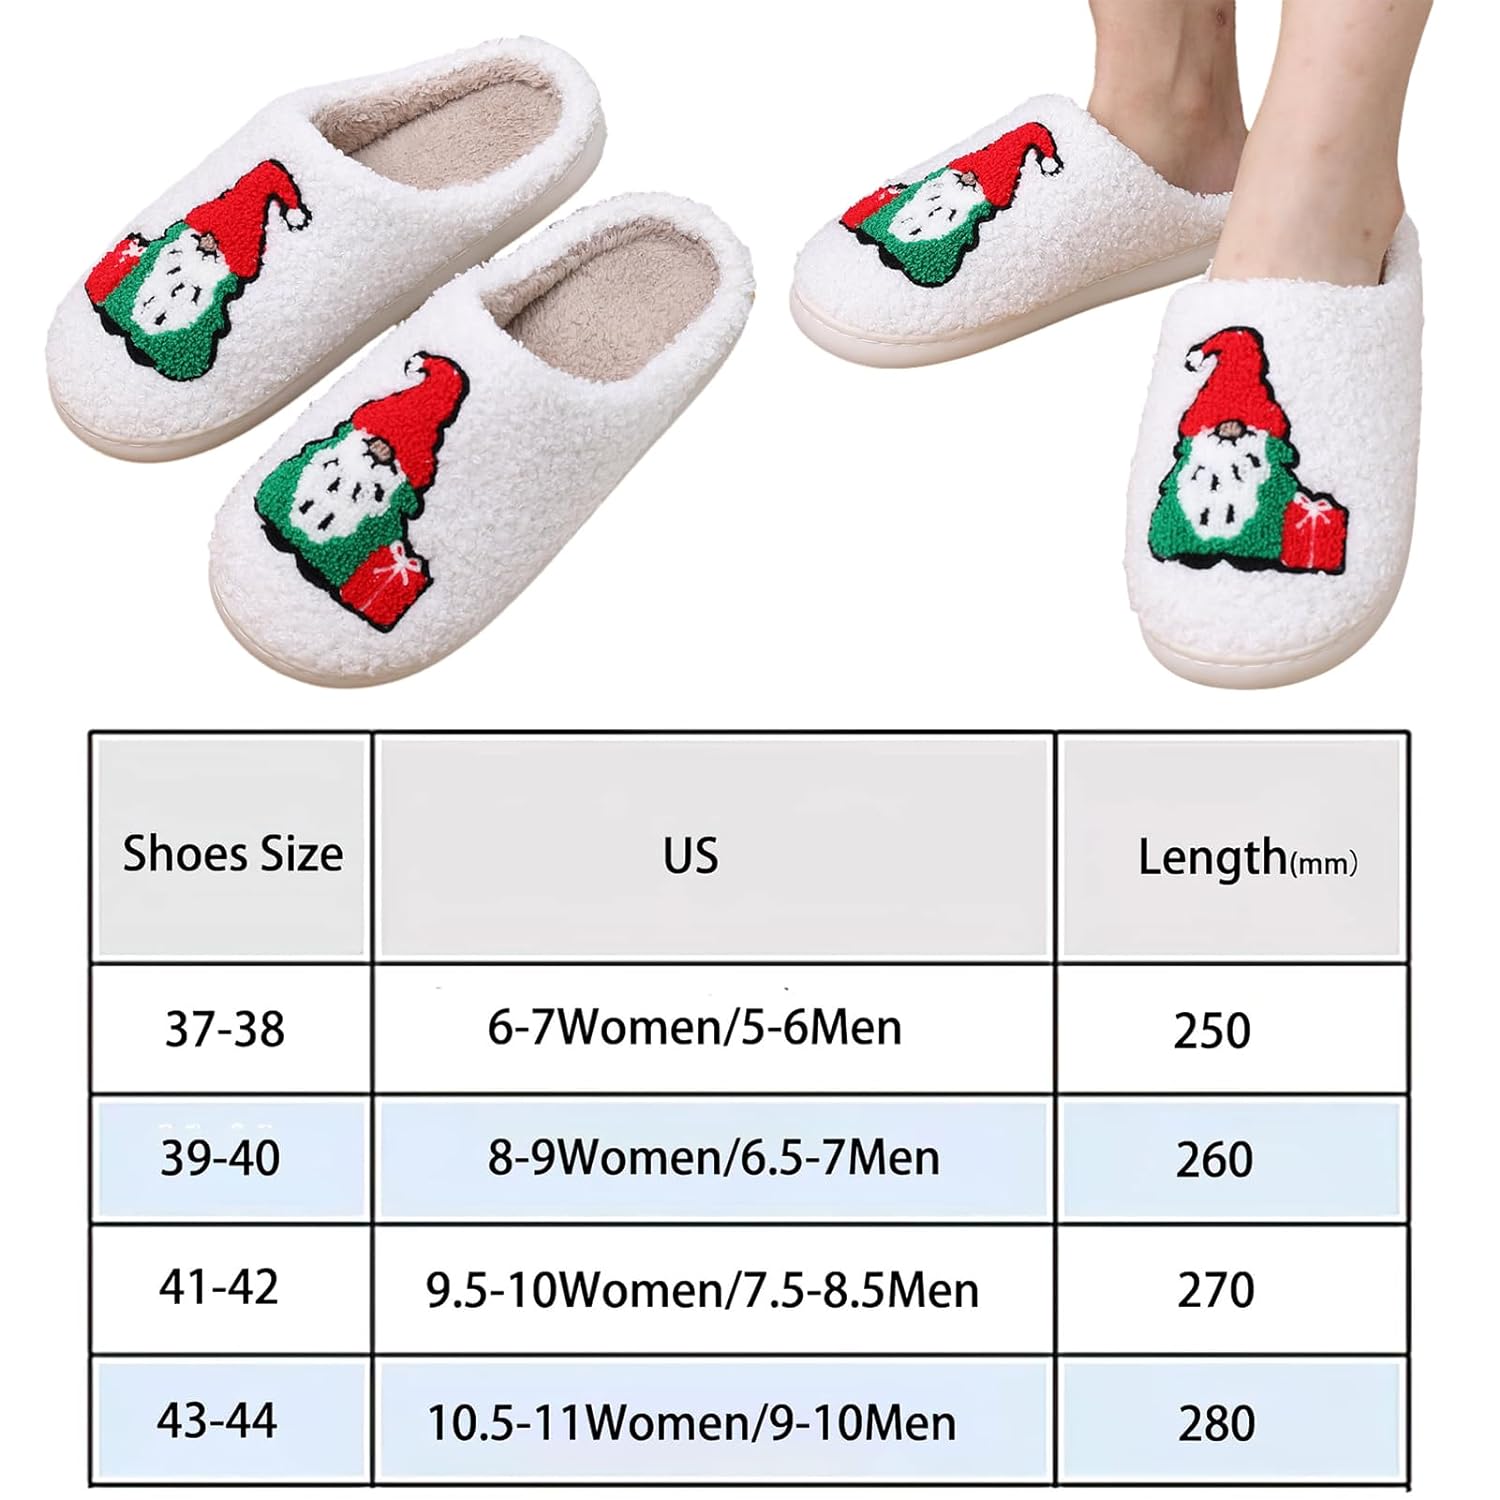 Shoes Size US Length(mm)
37-38 6-7Women/5-6Men 250
39-40 8-9Women/6.5-7Men 260
41-42 9.5-10Women/7.5-8.5Men 270
43-44 10.5-11Women/9-10Men 280